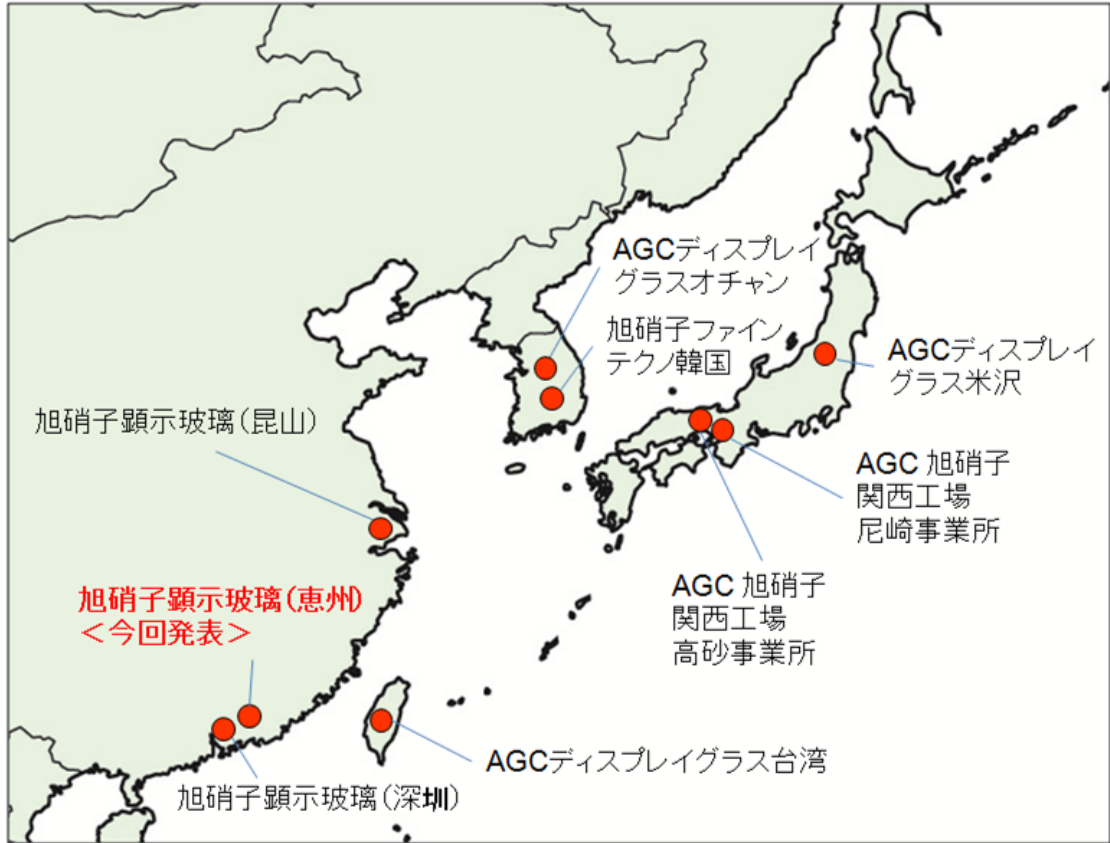 AGCディスプレイ
グラスオチャン
旭硝子ファイン
テクノ韓国
AGCディスプレイ
グラス米沢
旭硝子顕示玻璃(昆山)
AGC 旭硝子
関西工場
尼崎事業所
AGC 旭硝子
関西工場
高砂事業所
旭硝子顕示玻璃(恵州)
<今回発表>
AGCディスプレイグラス台湾
旭硝子顕示玻璃(深圳)